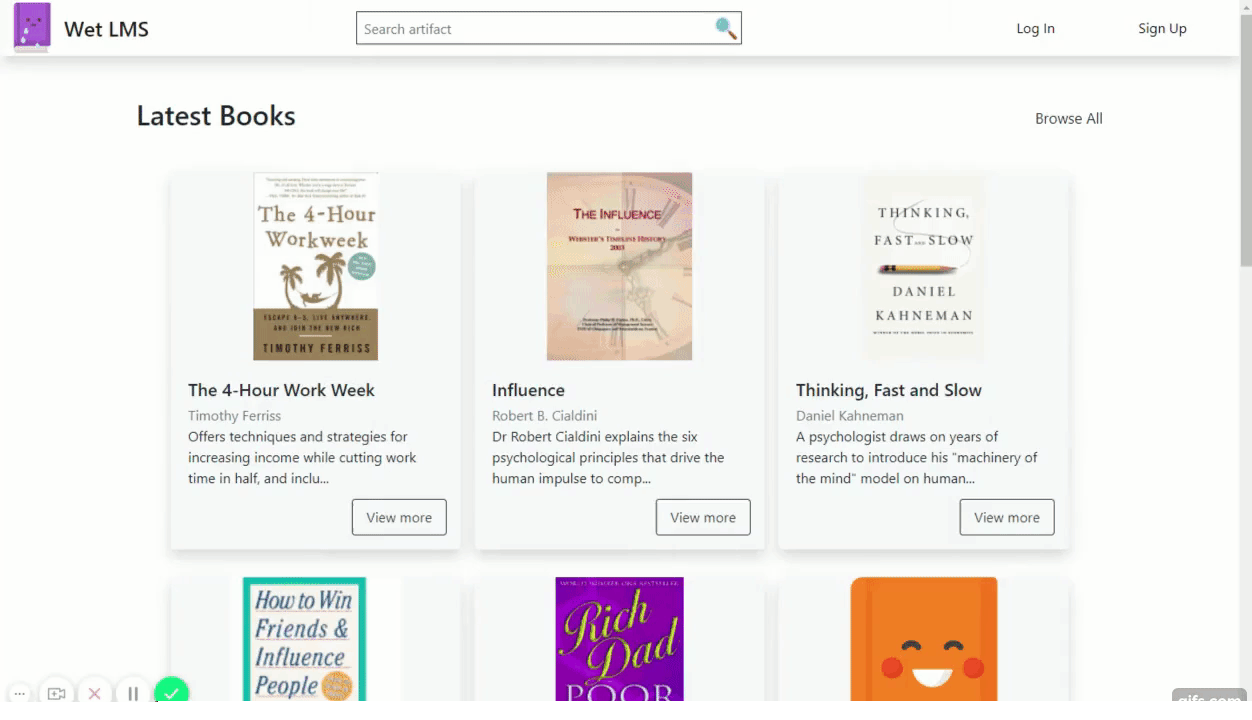 Wet LMS
Search artifact
Log In
Sign Up
Latest Books
Browse All
The 4-Hour
Workweek
ESCAPE 9-5, LIVE ANYWHERE,
AND JOIN THE NEW RICH
TIMOTHY FERRISS
THE INFLUENCE
WEBSTER'S TIMELINE HISTORY
2003
THINKING,
FAST AND SLOW
DANIEL
KAHNEMAN
The 4-Hour Work Week
Timothy Ferriss
Offers techniques and strategies for
increasing income while cutting work
time in half, and inclu...
View more
Influence
Robert B. Cialdini
Dr Robert Cialdini explains the six
psychological principles that drive the
human impulse to comp...
View more
Thinking, Fast and Slow
Daniel Kahneman
A psychologist draws on years of
research to introduce his "machinery of
the mind" model on human...
View more
How to Win
Friends &
Influence
People
Rich
Dad
POOR
gifs.com